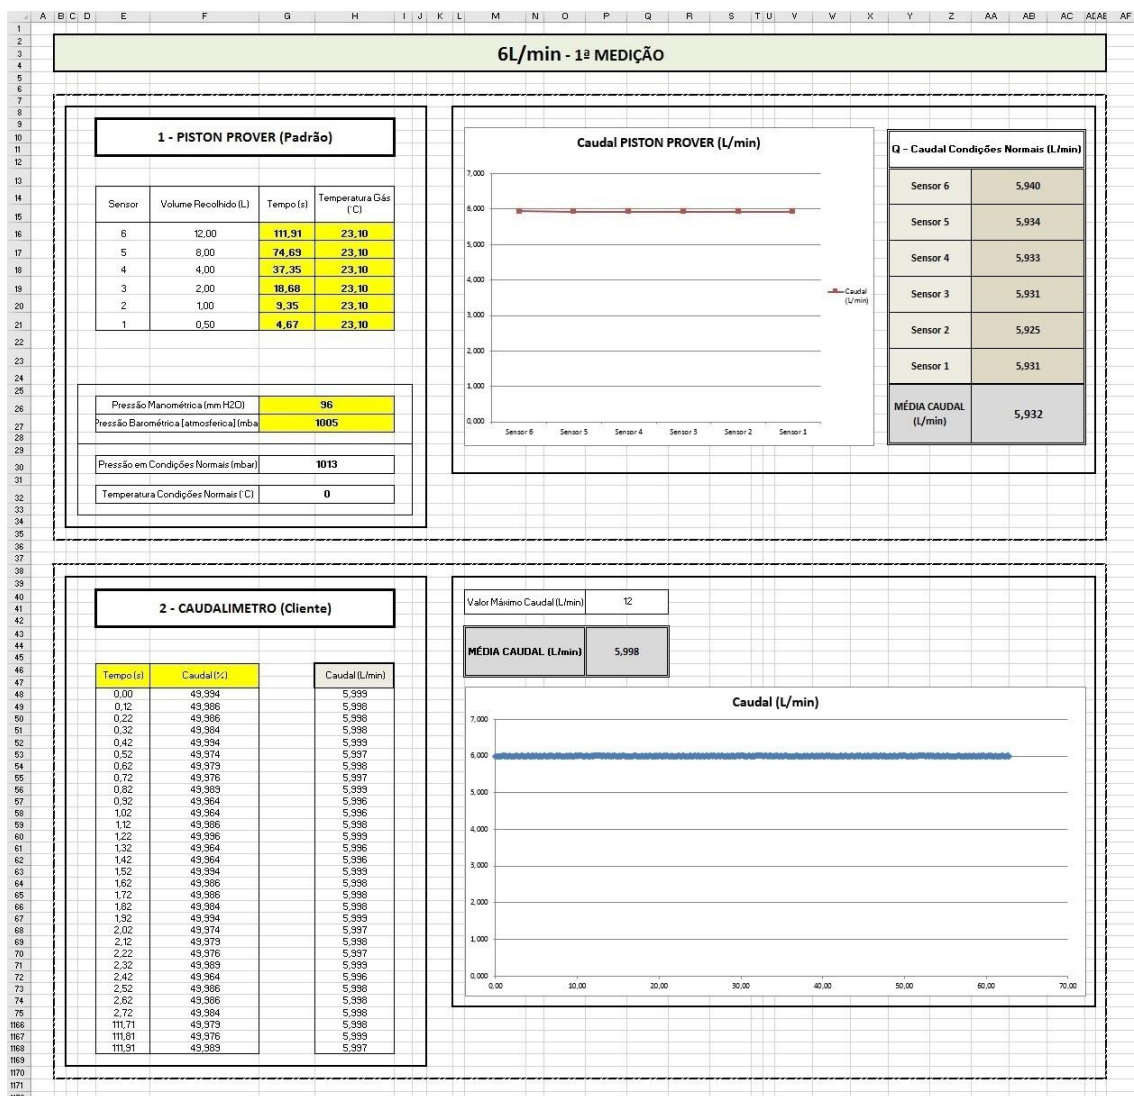 A B C D E F G H I J K L M N O P Q R S T U V W X Y Z AA AB AC AD AE AF
6L/min - 1ª MEDIÇÃO
1 - PISTON PROVER (Padrão)
Sensor Volume Recolhido (L) Tempo (s) Temperatura Gás (°C)
6 12,00 111,91 23,10
5 8,00 74,69 23,10
4 4,00 37,35 23,10
3 2,00 18,68 23,10
2 1,00 9,35 23,10
1 0,50 4,67 23,10
Pressão Manométrica (mm H2O) 96
Pressão Barométrica [atmosferica] (mba 1005
Pressão em Condições Normais (mbar) 1013
Temperatura Condições Normais (°C) 0
Caudal PISTON PROVER (L/min)
7,000
6,000
5,000
4,000
3,000
2,000
1,000
0,000
Sensor 6 Sensor 5 Sensor 4 Sensor 3 Sensor 2 Sensor 1
Caudal
(L/min)
Q - Caudal Condições Normais (L/min)
Sensor 6 5,940
Sensor 5 5,934
Sensor 4 5,933
Sensor 3 5,931
Sensor 2 5,925
Sensor 1 5,931
MÉDIA CAUDAL (L/min) 5,932
2 - CAUDALIMETRO (Cliente)
Tempo (s) Caudal (%) Caudal (L/min)
0,00 49,994 5,999
0,12 49,986 5,998
0,22 49,986 5,998
0,32 49,984 5,998
0,42 49,994 5,999
0,52 49,974 5,997
0,62 49,979 5,998
0,72 49,976 5,997
0,82 49,989 5,999
0,92 49,964 5,996
1,02 49,964 5,996
1,12 49,986 5,998
1,22 49,996 5,999
1,32 49,964 5,996
1,42 49,964 5,996
1,52 49,994 5,999
1,62 49,986 5,998
1,72 49,986 5,998
1,82 49,984 5,998
1,92 49,994 5,999
2,02 49,974 5,997
2,12 49,979 5,998
2,22 49,976 5,997
2,32 49,989 5,999
2,42 49,964 5,996
2,52 49,986 5,998
2,62 49,986 5,998
2,72 49,984 5,998
111,71 49,979 5,998
111,81 49,976 5,999
111,91 49,989 5,997
Valor Máximo Caudal (L/min) 12
MÉDIA CAUDAL (L/min) 5,998
Caudal (L/min)
7,000
6,000
5,000
4,000
3,000
2,000
1,000
0,000
0,00 10,00 20,00 30,00 40,00 50,00 60,00 70,00